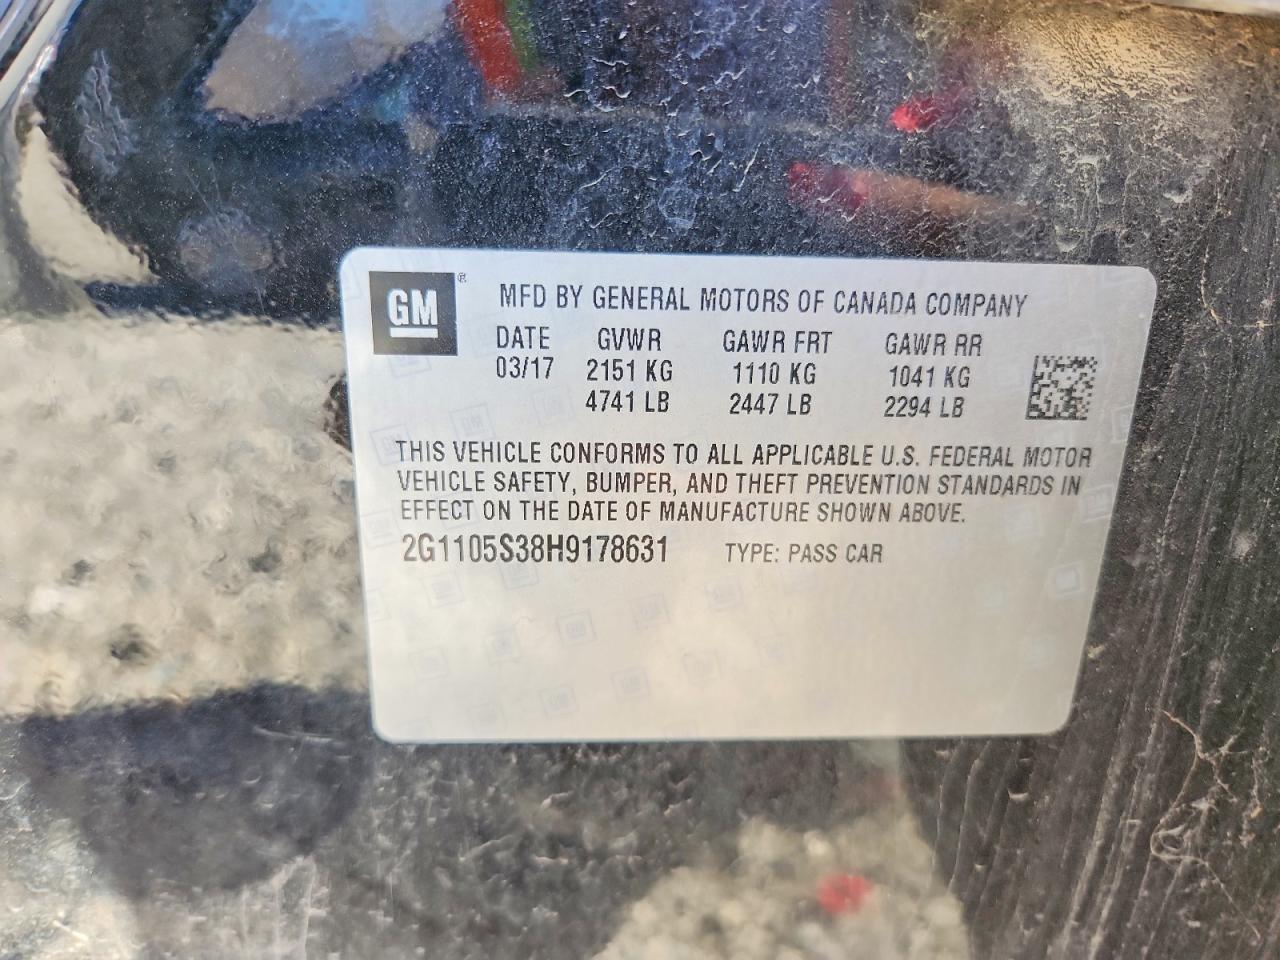 GM®
MFD BY GENERAL MOTORS OF CANADA COMPANY
DATE GVWR GAWR FRT GAWR RR
03/17 2151 KG 1110 KG 1041 KG
4741 LB 2447 LB 2294 LB
THIS VEHICLE CONFORMS TO ALL APPLICABLE U.S. FEDERAL MOTOR
VEHICLE SAFETY, BUMPER, AND THEFT PREVENTION STANDARDS IN
EFFECT ON THE DATE OF MANUFACTURE SHOWN ABOVE.
2G1105S38H9178631 TYPE: PASS CAR